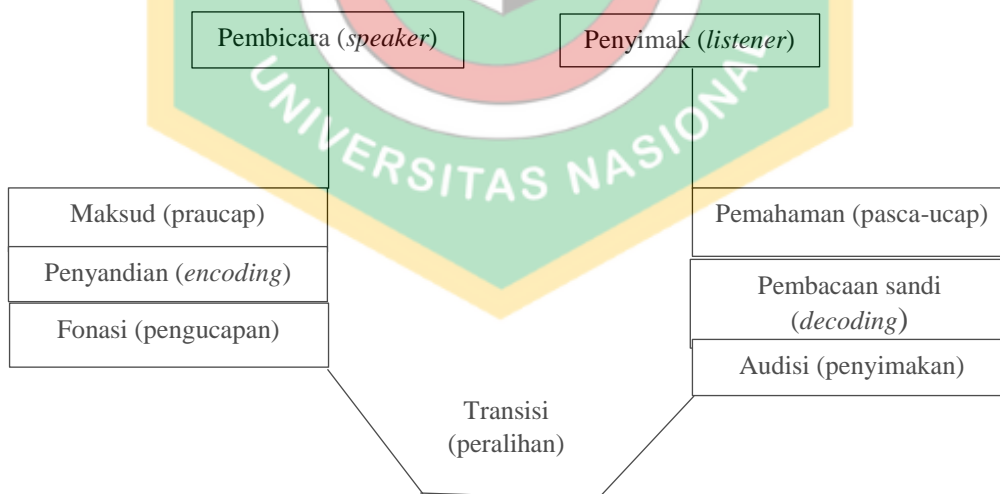 Pembicara (speaker)
Penyimak (listener)
UNIVERSITAS NASIONAL
Maksud (praucap)
Penyandian (encoding)
Fonasi (pengucapan)
Pemahaman (pasca-ucap)
Pembacaan sandi
(decoding)
Audisi (penyimakan)
Transisi
(peralihan)